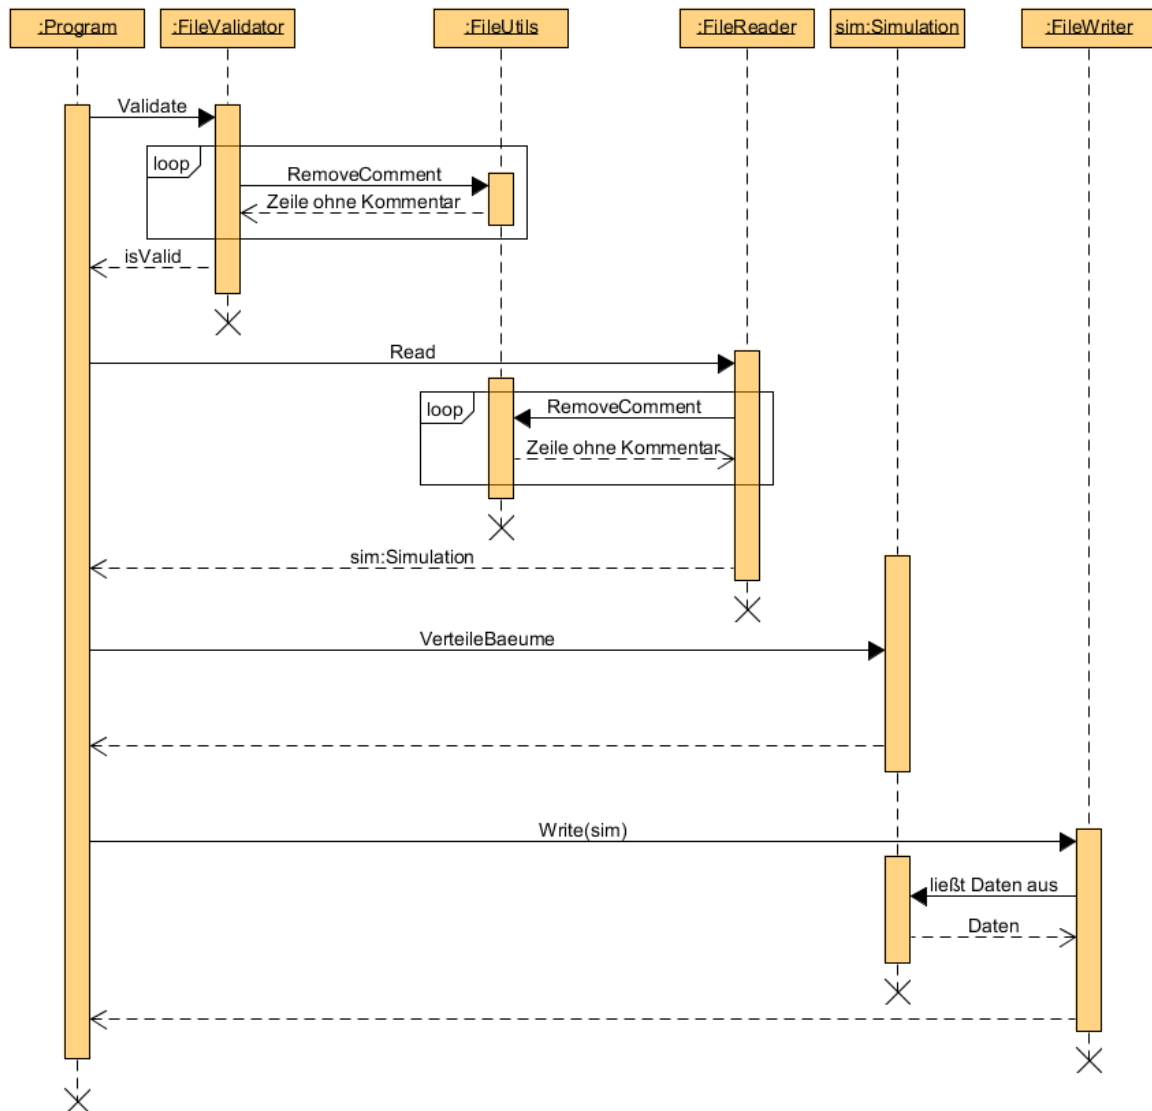 :Program
:FileValidator
:FileUtils
:FileReader
sim:Simulation
:FileWriter
Validate
loop
RemoveComment
Zeile ohne Kommentar
isValid
Read
loop
RemoveComment
Zeile ohne Kommentar
sim:Simulation
VerteileBaeume
Write(sim)
ließt Daten aus
Daten